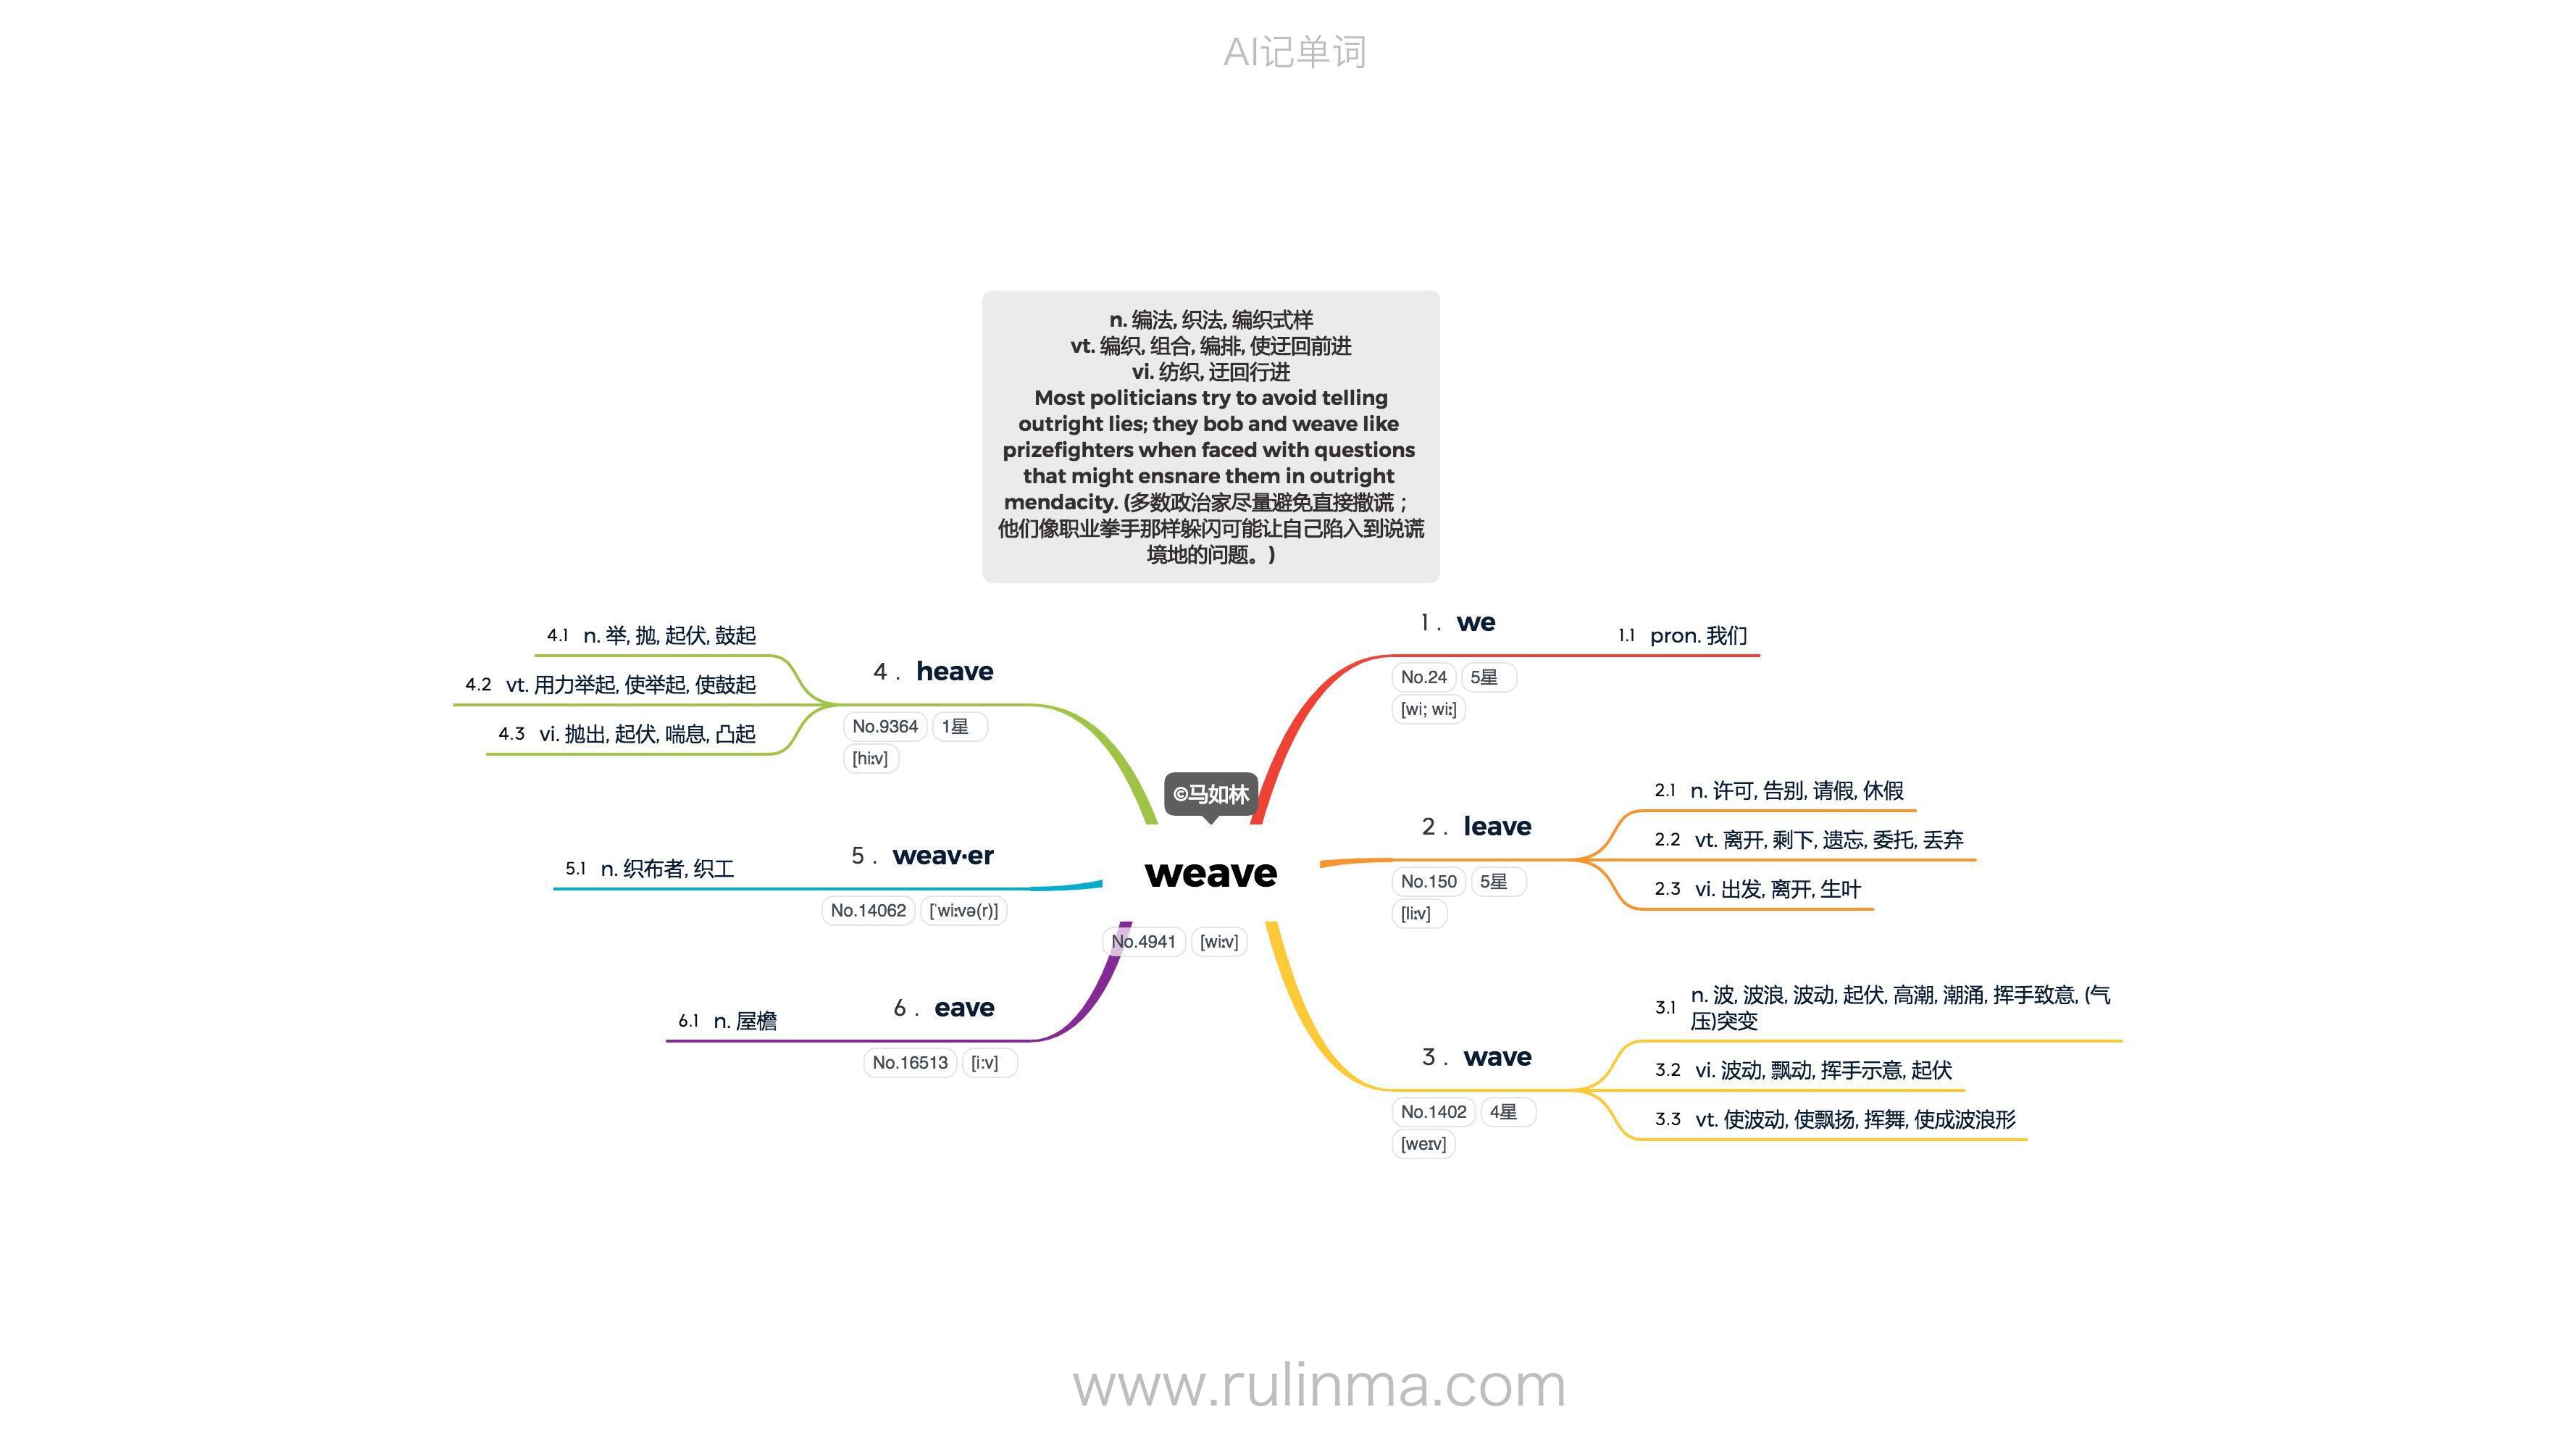 AI记单词
n. 编法, 织法, 编织式样
vt. 编织, 组合, 编排, 使迂回前进
vi. 纺织, 迂回行进
Most politicians try to avoid telling
outright lies; they bob and weave like
prizefighters when faced with questions
that might ensnare them in outright
mendacity. (多数政治家尽量避免直接撒谎；
他们像职业拳手那样躲闪可能让自己陷入到说谎
境地的问题。)
©马如林
weave
No.4941 [wiːv]
1. we
No.24 5星
[wi; wiː]
1.1 pron. 我们
2. leave
No.150 5星
[liːv]
2.1 n. 许可, 告别, 请假, 休假
2.2 vt. 离开, 剩下, 遗忘, 委托, 丢弃
2.3 vi. 出发, 离开, 生叶
3. wave
No.1402 4星
[weɪv]
3.1 n. 波, 波浪, 波动, 起伏, 高潮, 潮涌, 挥手致意, (气
压)突变
3.2 vi. 波动, 飘动, 挥手示意, 起伏
3.3 vt. 使波动, 使飘扬, 挥舞, 使成波浪形
4. heave
No.9364 1星
[hiːv]
4.1 n. 举, 抛, 起伏, 鼓起
4.2 vt. 用力举起, 使举起, 使鼓起
4.3 vi. 抛出, 起伏, 喘息, 凸起
5. weav·er
No.14062 [ˈwiːvə(r)]
5.1 n. 织布者, 织工
6. eave
No.16513 [i:v]
6.1 n. 屋檐
www.rulinma.com